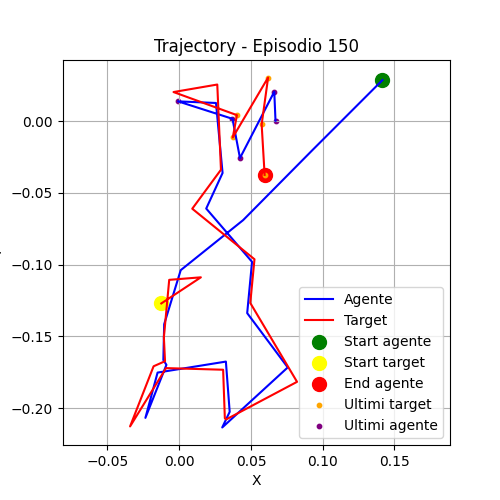 Trajectory - Episodio 150
0.00
−0.05
−0.10
−0.15
−0.20
−0.05
0.00
0.05
0.10
0.15
X
Agente
Target
Start agente
Start target
End agente
Ultimi target
Ultimi agente